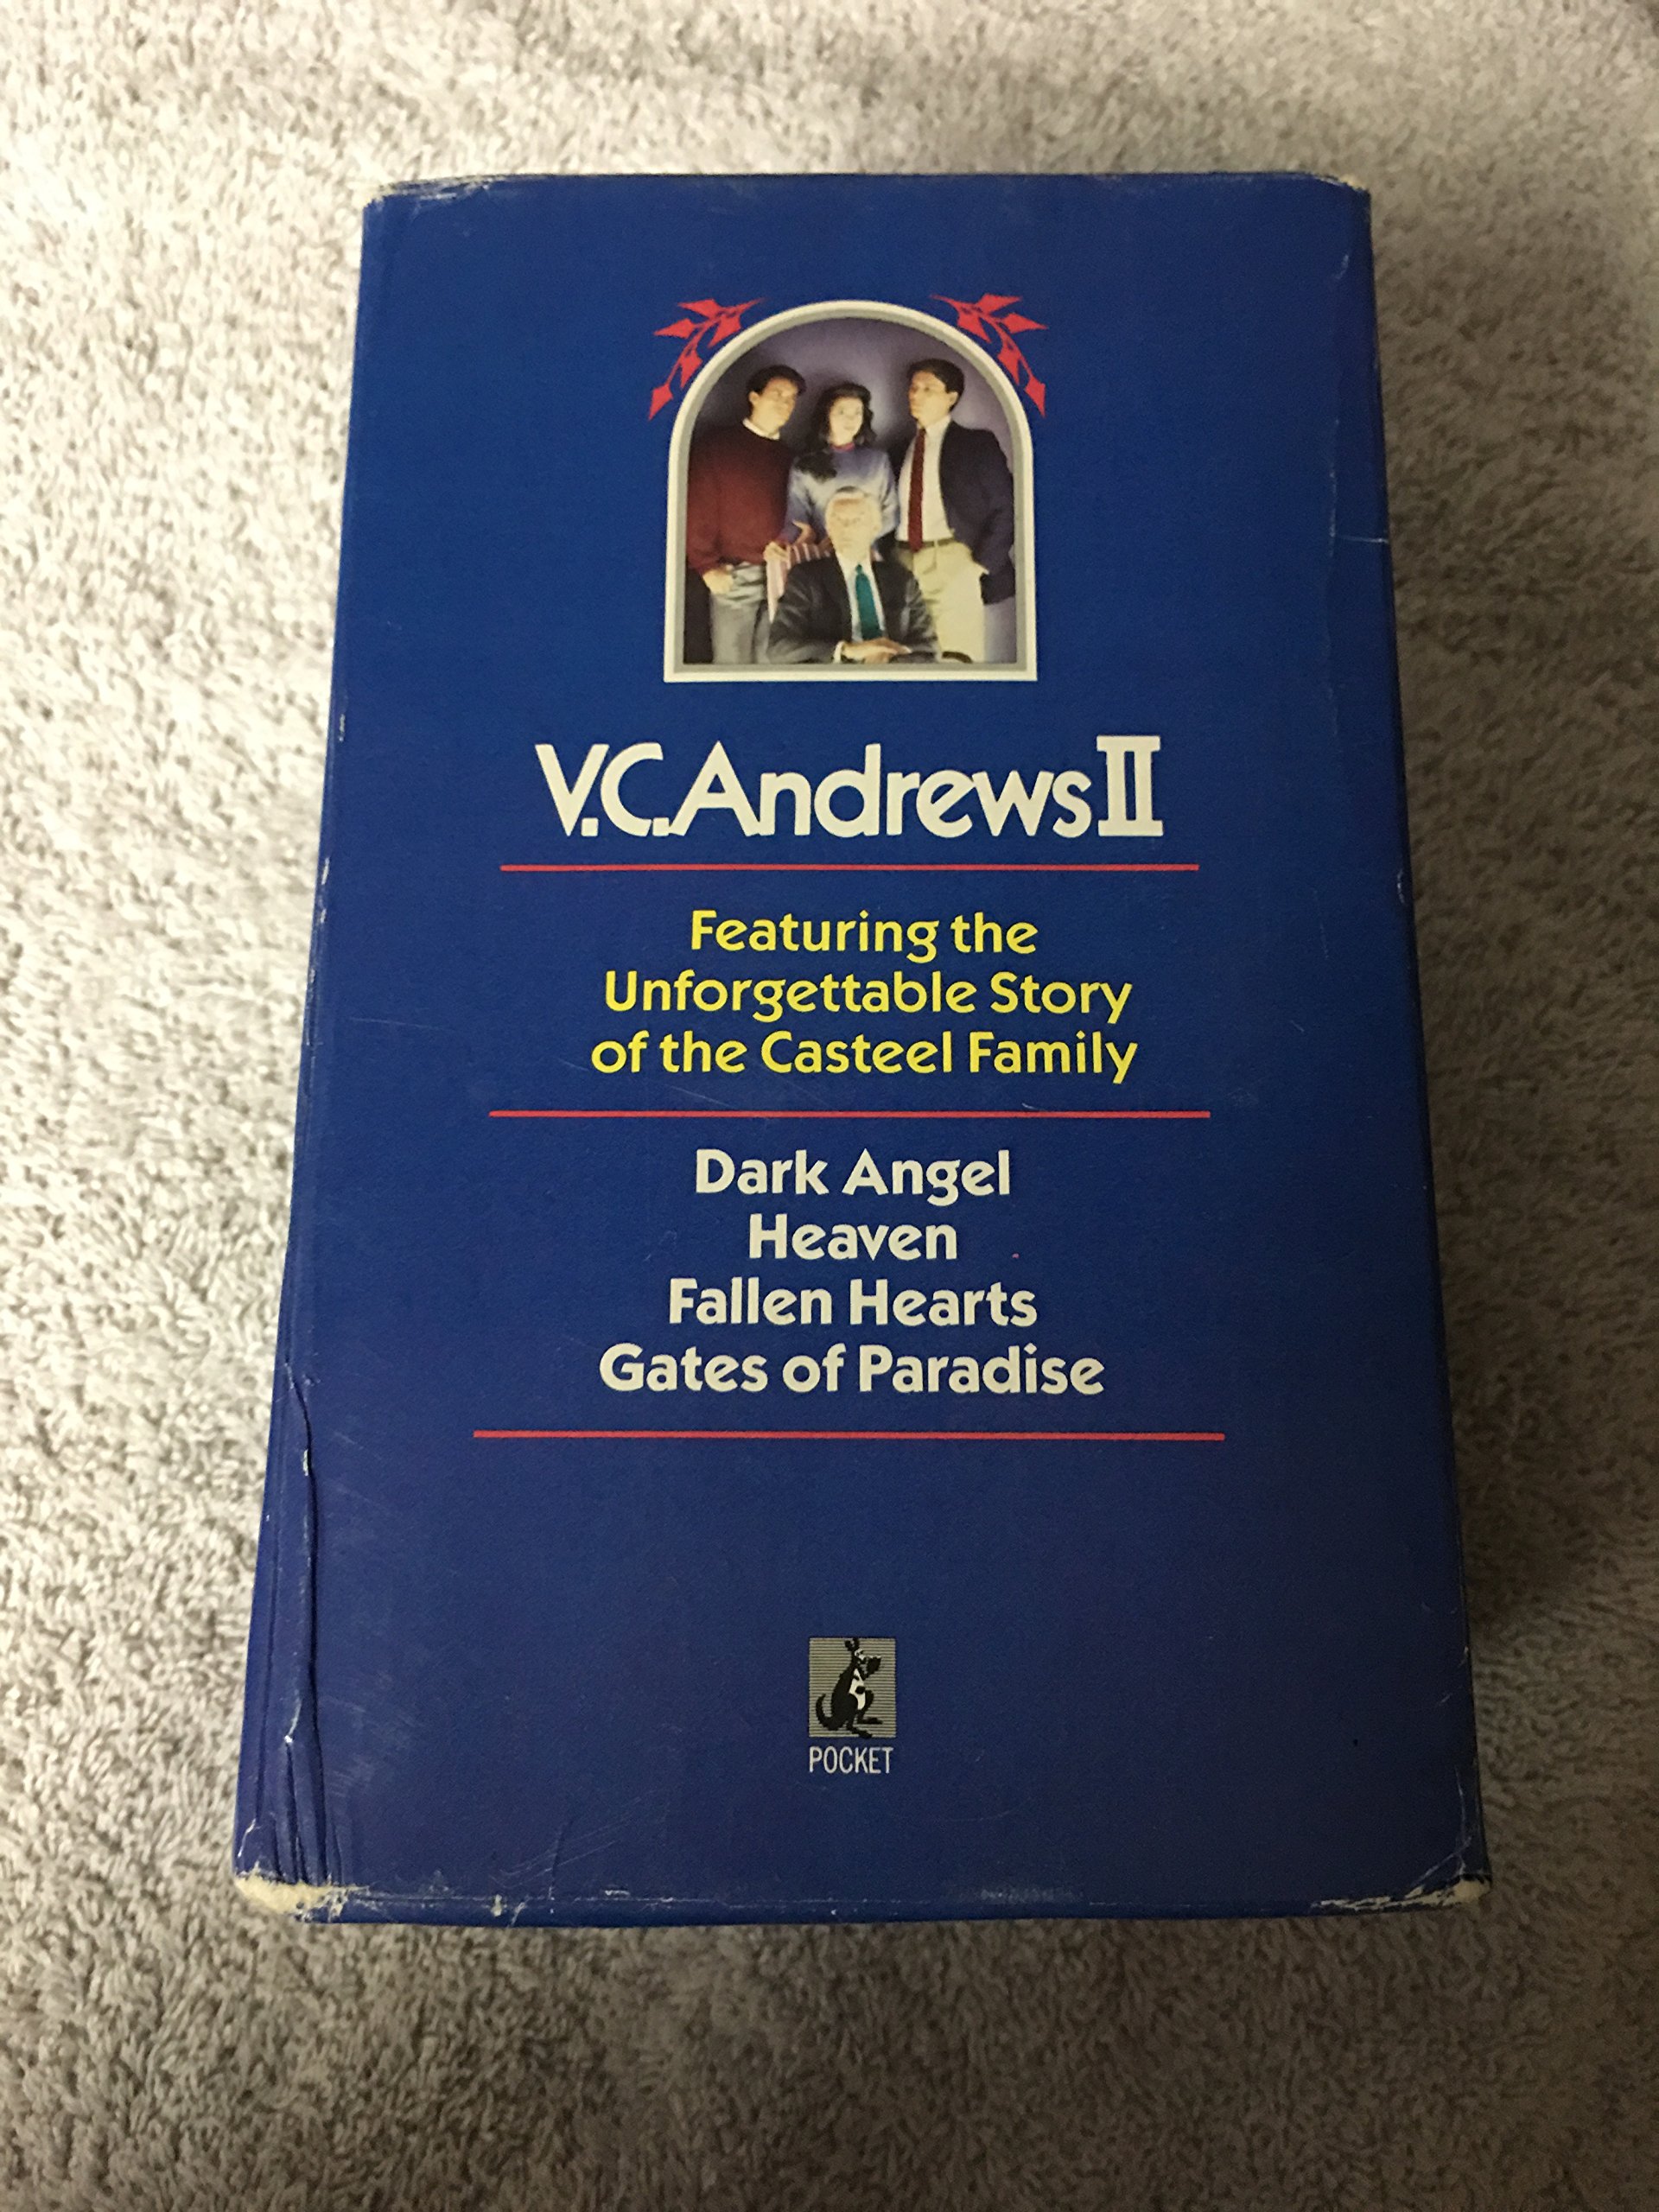 V.C. Andrews II
Featuring the
Unforgettable Story
of the Casteel Family
Dark Angel
Heaven
Fallen Hearts
Gates of Paradise
POCKET